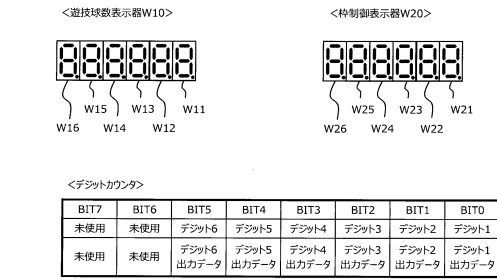 <遊技球数表示器W10>
<枠制御表示器W20>
W15 W13 W11
W16 W14 W12
W25 W23 W21
W26 W24 W22
<デジットカウンタ>
BIT7 BIT6 BIT5 BIT4 BIT3 BIT2 BIT1 BIT0
未使用 未使用 デジット6 デジット5 デジット4 デジット3 デジット2 デジット1
未使用 未使用 デジット6 デジット5 デジット4 デジット3 デジット2 デジット1
出力データ 出力データ 出力データ 出力データ 出力データ 出力データ